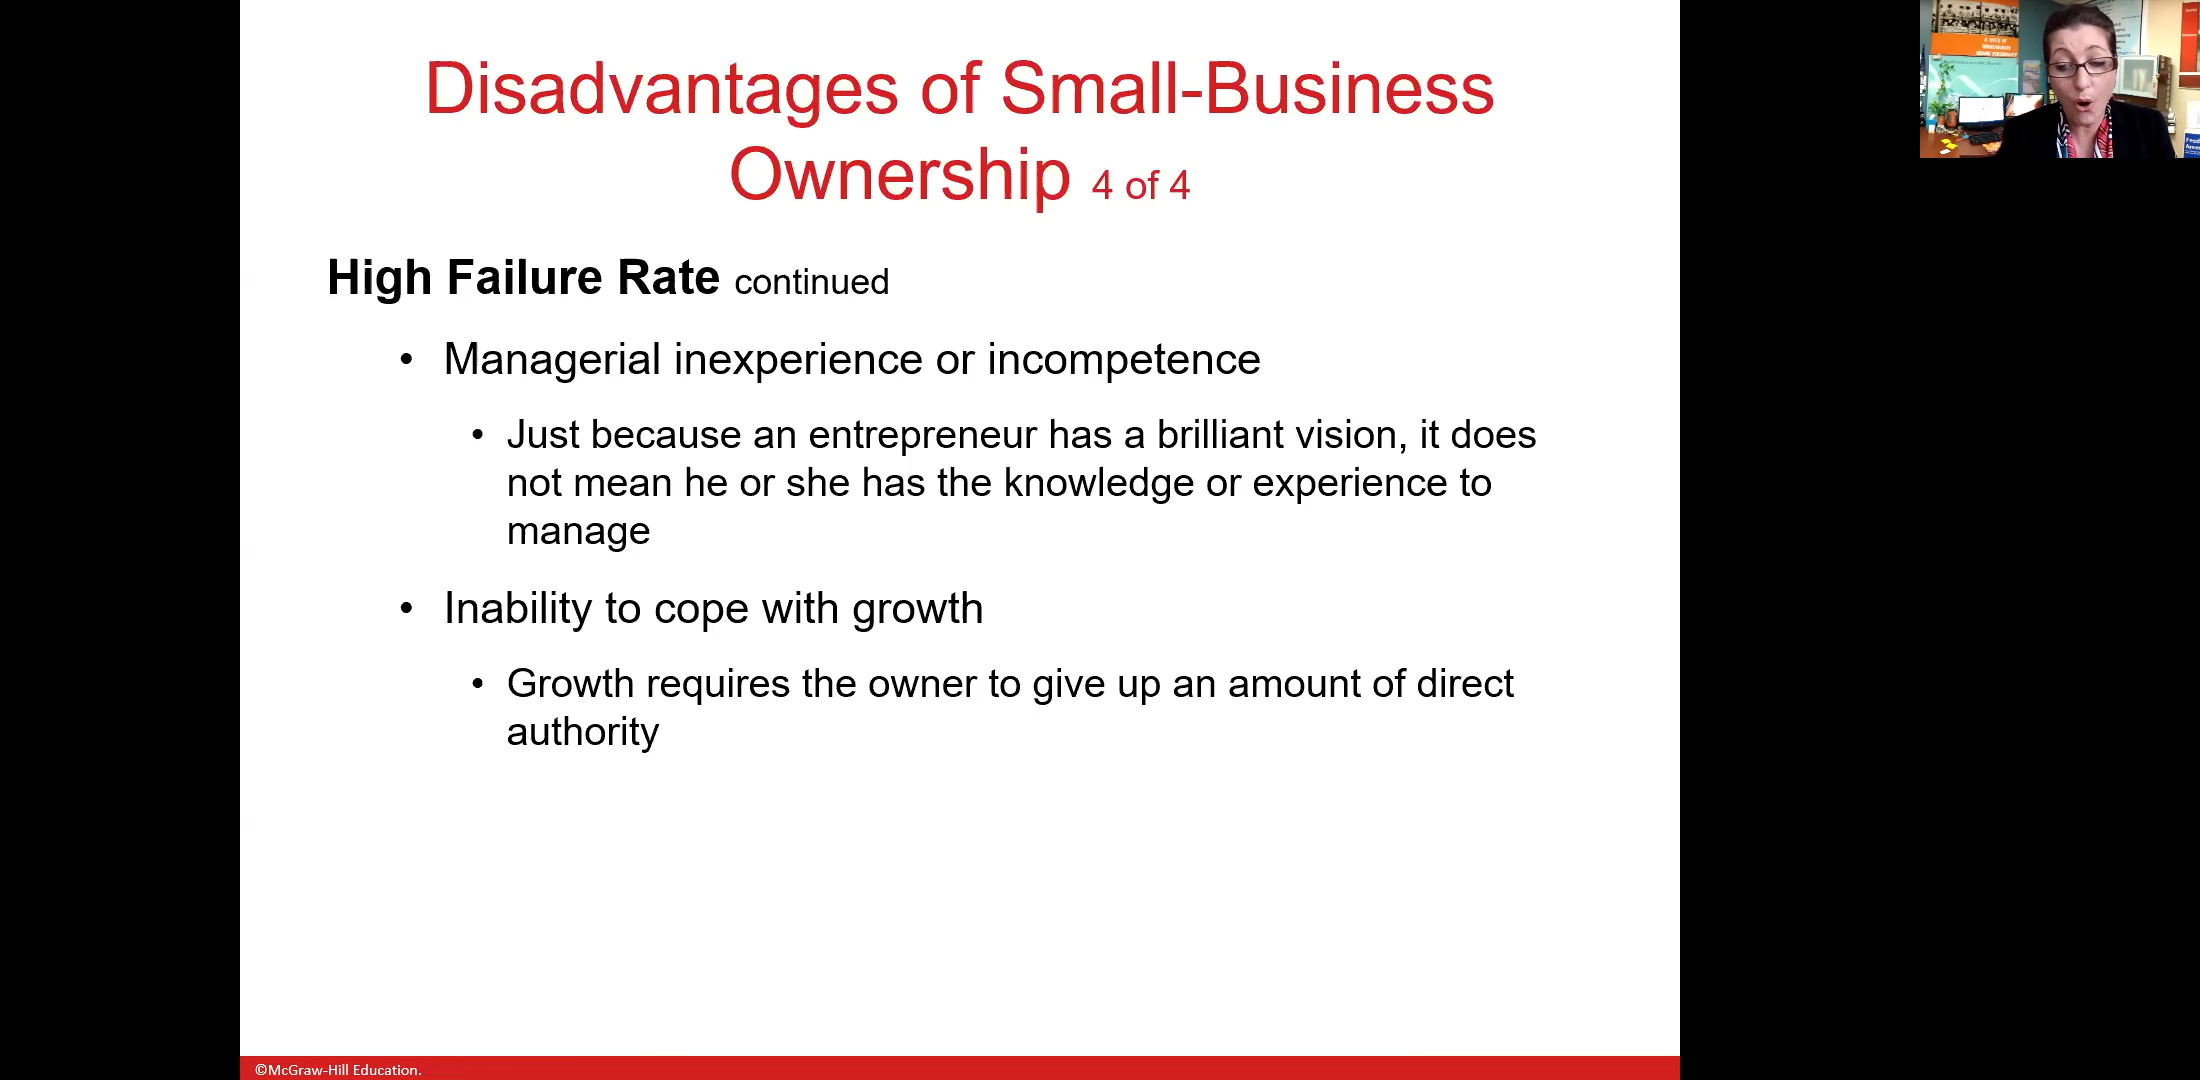 Disadvantages of Small-Business
Ownership 4 of 4
High Failure Rate continued
• Managerial inexperience or incompetence
• Just because an entrepreneur has a brilliant vision, it does
not mean he or she has the knowledge or experience to
manage
• Inability to cope with growth
• Growth requires the owner to give up an amount of direct
authority
©McGraw-Hill Education.